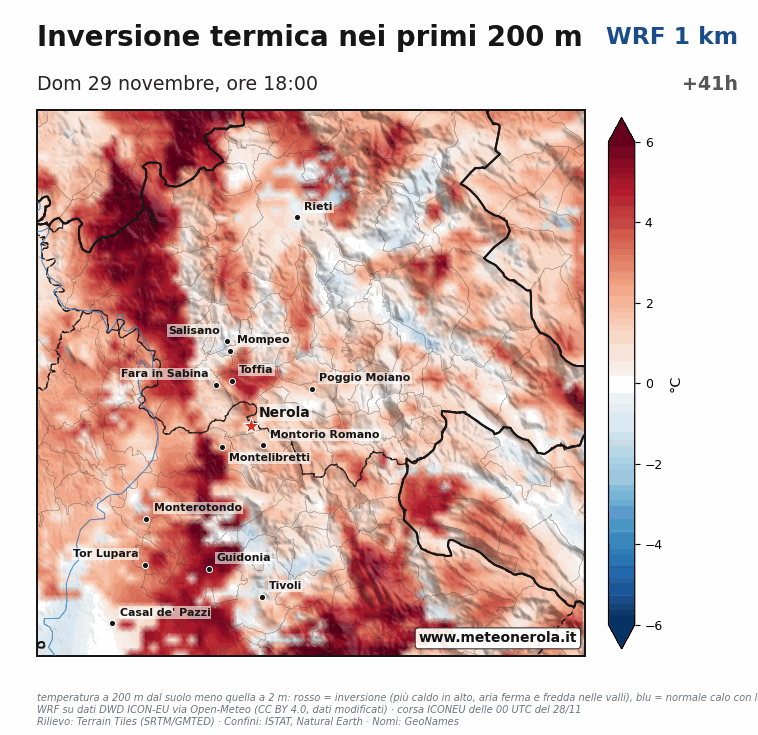 Inversione termica nei primi 200 m WRF 1 km
Dom 29 novembre, ore 18:00 +41h
Rieti
Salisano
Mompeo
Toffia
Fara in Sabina
Poggio Moiano
Nerola
Montorio Romano
Montelibretti
Monterotondo
Tor Lupara
Guidonia
Tivoli
Casal de' Pazzi
www.meteonerola.it
6
4
2
0
−2
−4
−6
°C
temperatura a 200 m dal suolo meno quella a 2 m: rosso = inversione (più caldo in alto, aria ferma e fredda nelle valli), blu = normale calo con l
WRF su dati DWD ICON-EU via Open-Meteo (CC BY 4.0, dati modificati) · corsa ICONEU delle 00 UTC del 28/11
Rilievo: Terrain Tiles (SRTM/GMTED) · Confini: ISTAT, Natural Earth · Nomi: GeoNames